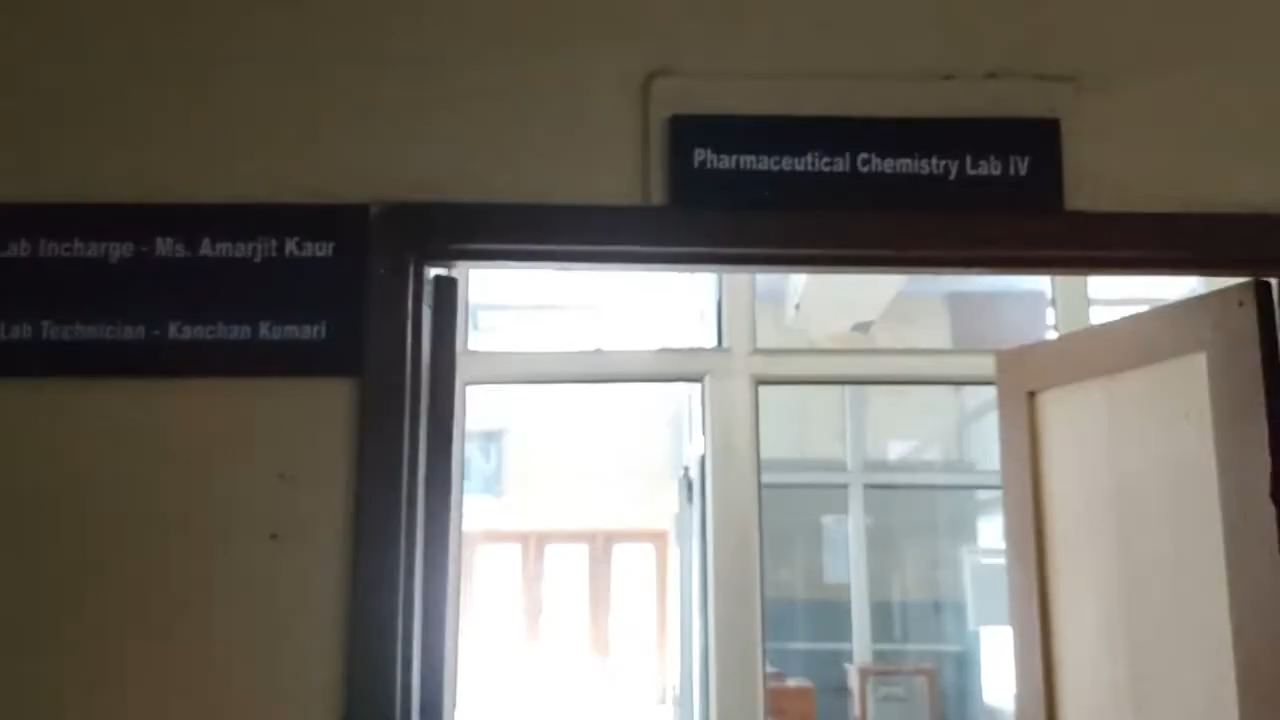 Pharmaceutical Chemistry Lab IV
Lab Incharge - Ms. Amarjit Kaur
Lab Technician - Kanchan Kumari